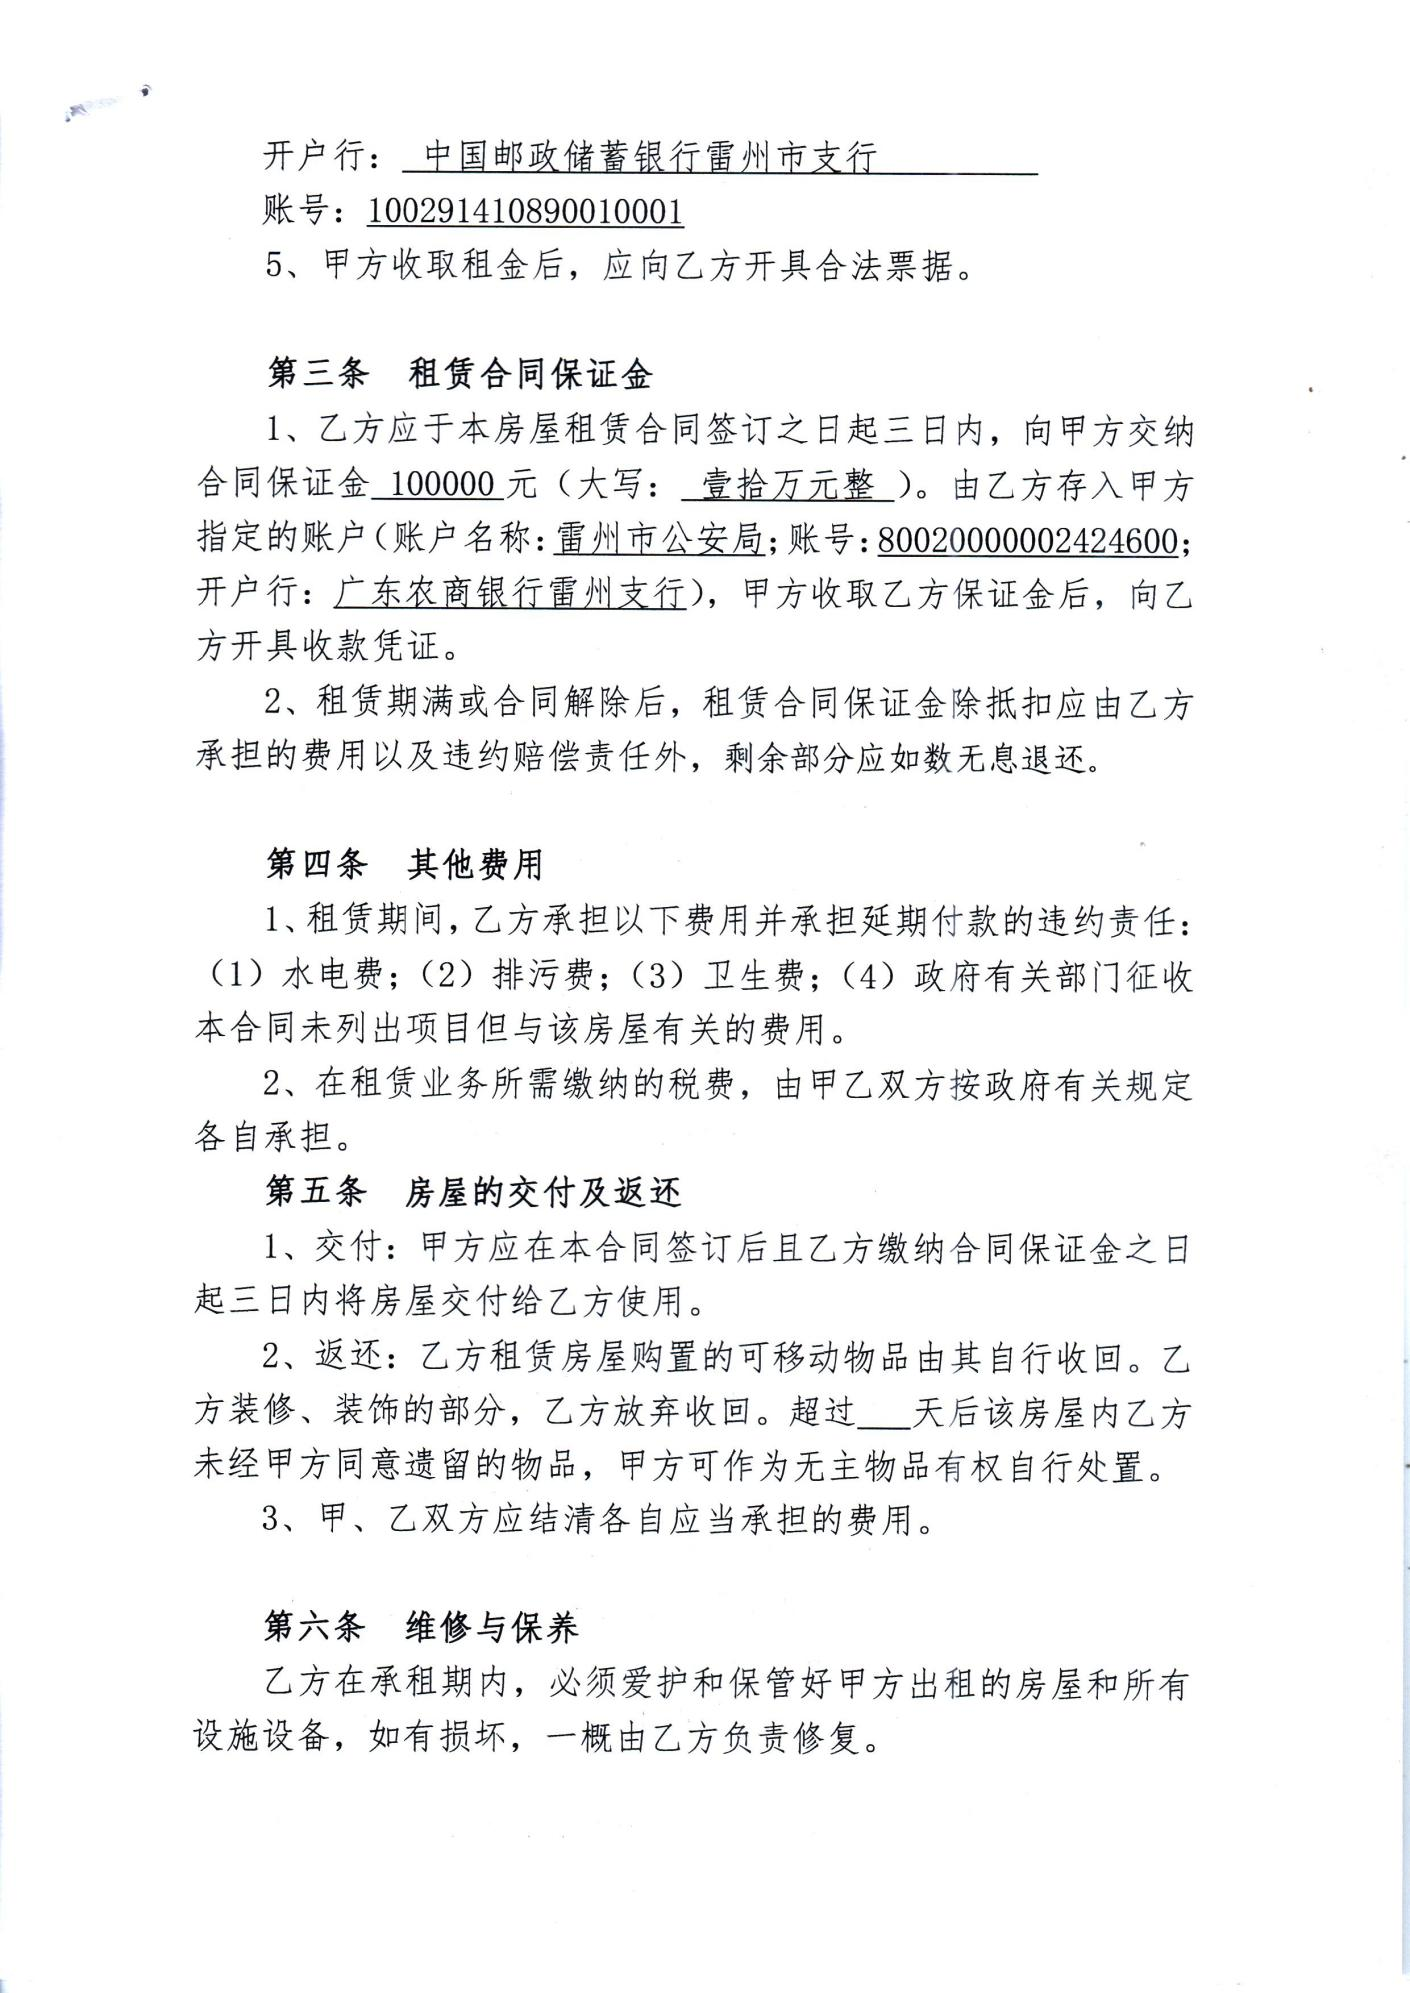 开户行： 中国邮政储蓄银行雷州市支行
账号：100291410890010001
5、甲方收取租金后，应向乙方开具合法票据。
第三条　租赁合同保证金
1、乙方应于本房屋租赁合同签订之日起三日内，向甲方交纳
合同保证金 100000 元（大写： 壹拾万元整 ）。由乙方存入甲方
指定的账户（账户名称：雷州市公安局；账号：80020000002424600；
开户行：广东农商银行雷州支行），甲方收取乙方保证金后，向乙
方开具收款凭证。
2、租赁期满或合同解除后，租赁合同保证金除抵扣应由乙方
承担的费用以及违约赔偿责任外，剩余部分应如数无息退还。
第四条　其他费用
1、租赁期间，乙方承担以下费用并承担延期付款的违约责任：
（1）水电费；（2）排污费；（3）卫生费；（4）政府有关部门征收
本合同未列出项目但与该房屋有关的费用。
2、在租赁业务所需缴纳的税费，由甲乙双方按政府有关规定
各自承担。
第五条　房屋的交付及返还
1、交付：甲方应在本合同签订后且乙方缴纳合同保证金之日
起三日内将房屋交付给乙方使用。
2、返还：乙方租赁房屋购置的可移动物品由其自行收回。乙
方装修、装饰的部分，乙方放弃收回。超过___天后该房屋内乙方
未经甲方同意遗留的物品，甲方可作为无主物品有权自行处置。
3、甲、乙双方应结清各自应当承担的费用。
第六条　维修与保养
乙方在承租期内，必须爱护和保管好甲方出租的房屋和所有
设施设备，如有损坏，一概由乙方负责修复。